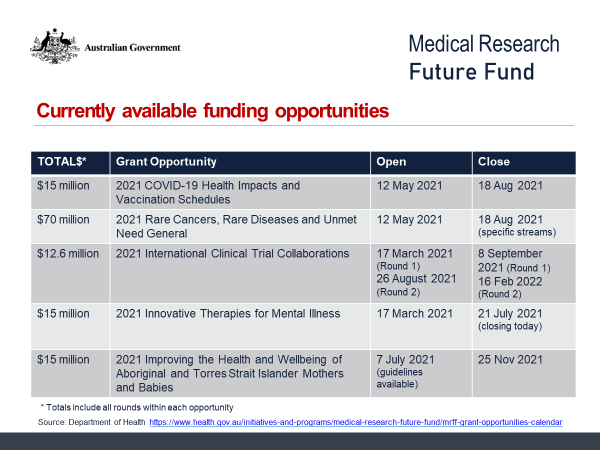 Australian Government
Medical Research
Future Fund
Currently available funding opportunities
TOTAL$* Grant Opportunity Open Close
$15 million 2021 COVID-19 Health Impacts and Vaccination Schedules 12 May 2021 18 Aug 2021
$70 million 2021 Rare Cancers, Rare Diseases and Unmet Need General 12 May 2021 18 Aug 2021 (specific streams)
$12.6 million 2021 International Clinical Trial Collaborations 17 March 2021 (Round 1) 26 August 2021 (Round 2) 8 September 2021 (Round 1) 16 Feb 2022 (Round 2)
$15 million 2021 Innovative Therapies for Mental Illness 17 March 2021 21 July 2021 (closing today)
$15 million 2021 Improving the Health and Wellbeing of Aboriginal and Torres Strait Islander Mothers and Babies 7 July 2021 (guidelines available) 25 Nov 2021
* Totals include all rounds within each opportunity
Source: Department of Health https://www.health.gov.au/initiatives-and-programs/medical-research-future-fund/mrff-grant-opportunities-calendar